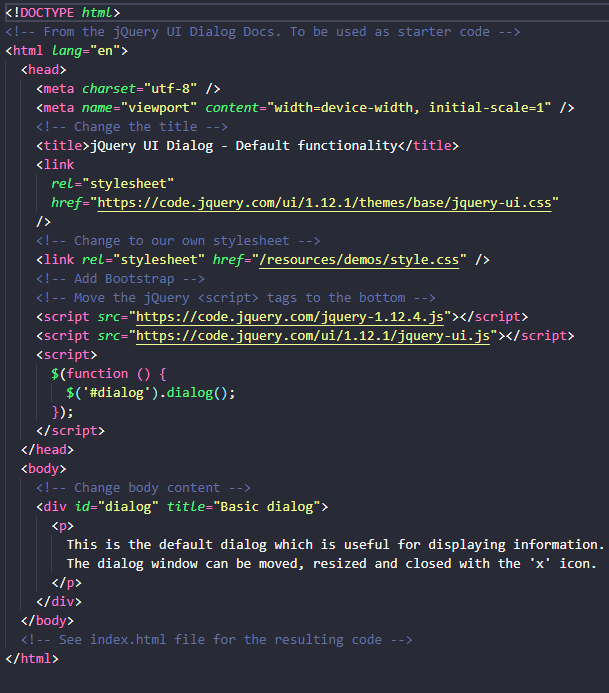 <!DOCTYPE html>
<!-- From the jQuery UI Dialog Docs. To be used as starter code -->
<html lang="en">
  <head>
    <meta charset="utf-8" />
    <meta name="viewport" content="width=device-width, initial-scale=1" />
    <!-- Change the title -->
    <title>jQuery UI Dialog - Default functionality</title>
    <link
      rel="stylesheet"
      href="https://code.jquery.com/ui/1.12.1/themes/base/jquery-ui.css"
    />
    <!-- Change to our own stylesheet -->
    <link rel="stylesheet" href="/resources/demos/style.css" />
    <!-- Add Bootstrap -->
    <!-- Move the jQuery <script> tags to the bottom -->
    <script src="https://code.jquery.com/jquery-1.12.4.js"></script>
    <script src="https://code.jquery.com/ui/1.12.1/jquery-ui.js"></script>
    <script>
      $(function () {
        $('#dialog').dialog();
      });
    </script>
  </head>
  <body>
    <!-- Change body content -->
    <div id="dialog" title="Basic dialog">
      <p>
        This is the default dialog which is useful for displaying information.
        The dialog window can be moved, resized and closed with the 'x' icon.
      </p>
    </div>
  </body>
  <!-- See index.html file for the resulting code -->
</html>